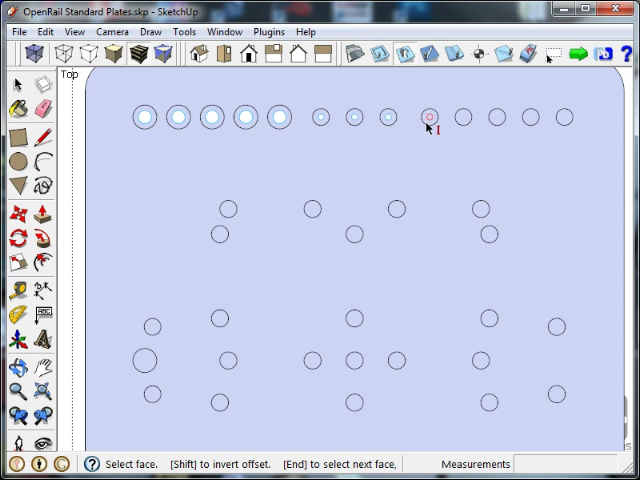 OpenRail Standard Plates.skp - SketchUp
File Edit View Camera Draw Tools Window Plugins Help
Top
I
ABC
A
Select face. [Shift] to invert offset. [End] to select next face,
Measurements